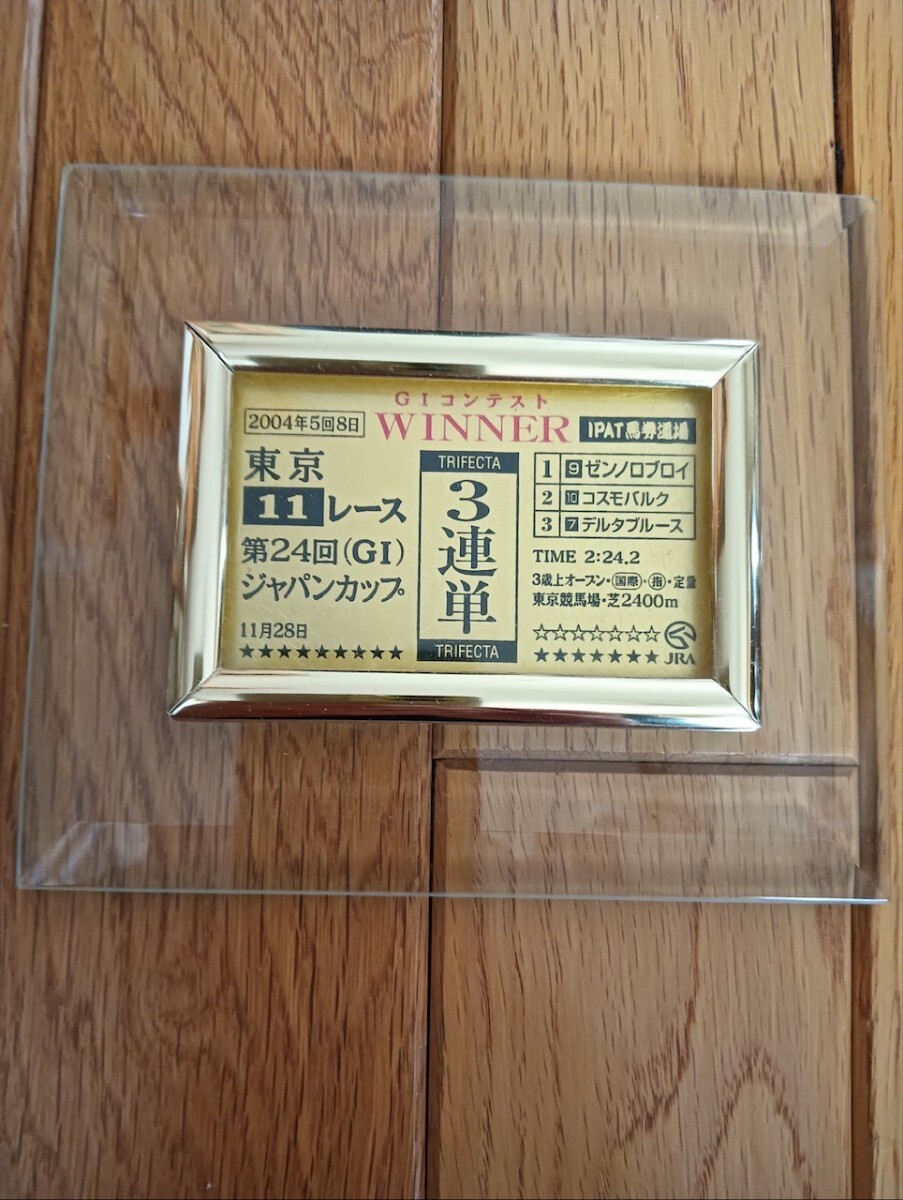 GIコンテスト
2004年5回8日
WINNER
IPAT馬券道場
東京
11レース
第24回(GI)
ジャパンカップ
11月28日
★★★★★★★★★
TRIFECTA
3連単
TRIFECTA
1 9 ゼンノロブロイ
2 10 コスモバルク
3 7 デルタブルース
TIME 2:24.2
3歳上オープン・国際・指・定量
東京競馬場・芝2400m
☆☆☆☆☆☆☆
★★★★★★★ JRA